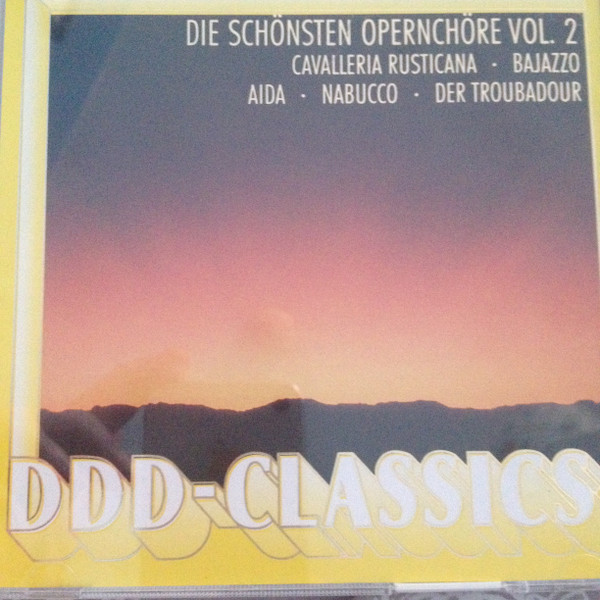 DIE SCHÖNSTEN OPERNCHÖRE VOL. 2
CAVALLERIA RUSTICANA · BAJAZZO
AIDA · NABUCCO · DER TROUBADOUR
DDD-CLASSICS